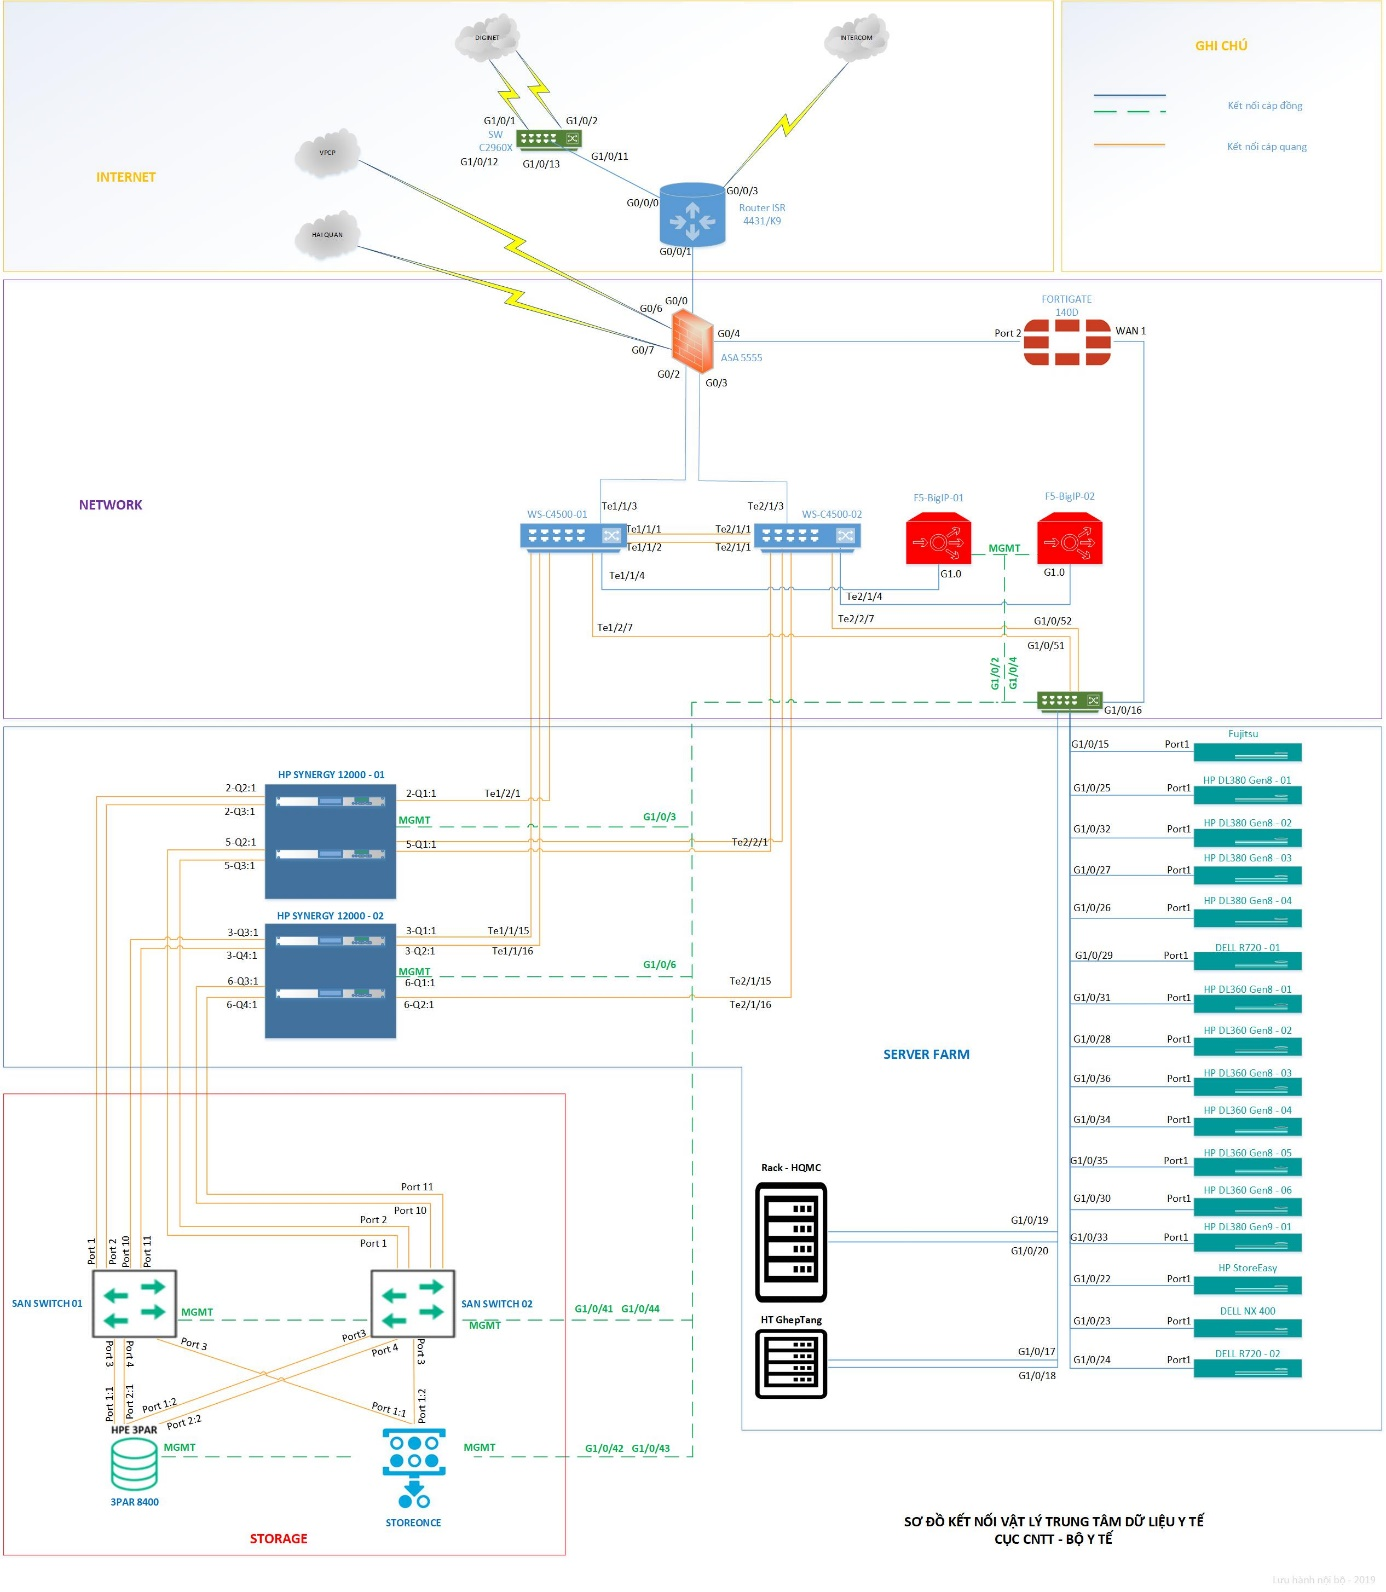 DIGINET
INTERCOM
GHI CHÚ
Kết nối cáp đồng
Kết nối cáp quang
G1/0/1
G1/0/2
SW
C2960X
G1/0/12
G1/0/13
G1/0/11
VPCP
INTERNET
G0/0/3
G0/0/0
Router ISR
4431/K9
HAI QUAN
G0/0/1
G0/0
G0/6
FORTIGATE
140D
G0/4
Port 2
WAN 1
G0/7
ASA 5555
G0/2
G0/3
NETWORK
Te1/1/3
Te2/1/3
WS-C4500-01
WS-C4500-02
F5-BigIP-01
F5-BigIP-02
Te1/1/1
Te2/1/1
Te1/1/2
Te2/1/1
MGMT
Te1/1/4
G1.0
G1.0
Te2/1/4
Te1/2/7
Te2/2/7
G1/0/52
G1/0/51
G1/0/2
G1/0/4
G1/0/16
G1/0/15
Port1
Fujitsu
HP SYNERGY 12000 - 01
2-Q2:1
2-Q1:1
Te1/2/1
2-Q3:1
MGMT
G1/0/3
5-Q2:1
5-Q1:1
Te2/2/1
5-Q3:1
G1/0/25
Port1
HP DL380 Gen8 - 01
G1/0/32
Port1
HP DL380 Gen8 - 02
G1/0/27
Port1
HP DL380 Gen8 - 03
G1/0/26
Port1
HP DL380 Gen8 - 04
HP SYNERGY 12000 - 02
3-Q3:1
3-Q1:1
Te1/1/15
3-Q4:1
3-Q2:1
Te1/1/16
MGMT
G1/0/6
6-Q3:1
6-Q1:1
Te2/1/15
6-Q4:1
6-Q2:1
Te2/1/16
G1/0/29
Port1
DELL R720 - 01
G1/0/31
Port1
HP DL360 Gen8 - 01
G1/0/28
Port1
HP DL360 Gen8 - 02
SERVER FARM
G1/0/36
Port1
HP DL360 Gen8 - 03
G1/0/34
Port1
HP DL360 Gen8 - 04
G1/0/35
Port1
HP DL360 Gen8 - 05
G1/0/30
Port1
HP DL360 Gen8 - 06
G1/0/33
Port1
HP DL380 Gen9 - 01
G1/0/22
Port1
HP StoreEasy
G1/0/23
Port1
DELL NX 400
G1/0/24
Port1
DELL R720 - 02
Rack - HQMC
G1/0/19
G1/0/20
HT GhepTang
G1/0/17
G1/0/18
Port 11
Port 10
Port 2
Port 1
Port 1
Port 2
Port 10
Port 11
SAN SWITCH 01
MGMT
SAN SWITCH 02
MGMT
G1/0/41
G1/0/44
Port 3
Port 4
Port 3
Port3
Port 4
Port 3
Port 1:1
Port 2:1
Port 1:2
Port 2:2
Port 1:1
Port 1:2
HPE 3PAR
MGMT
MGMT
G1/0/42
G1/0/43
3PAR 8400
STOREONCE
STORAGE
SƠ ĐỒ KẾT NỐI VẬT LÝ TRUNG TÂM DỮ LIỆU Y TẾ
CỤC CNTT - BỘ Y TẾ
Lưu hành nội bộ - 2019